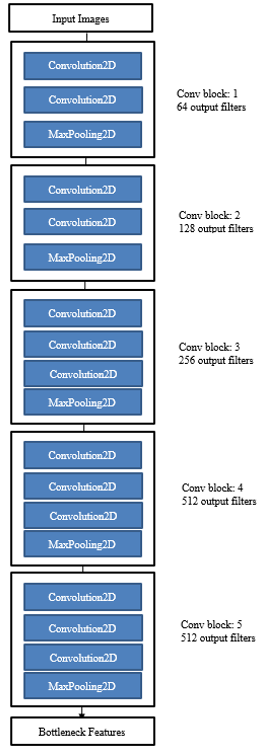 Input Images
Convolution2D
Convolution2D
MaxPooling2D
Conv block: 1
64 output filters
Convolution2D
Convolution2D
MaxPooling2D
Conv block: 2
128 output filters
Convolution2D
Convolution2D
Convolution2D
MaxPooling2D
Conv block: 3
256 output filters
Convolution2D
Convolution2D
Convolution2D
MaxPooling2D
Conv block: 4
512 output filters
Convolution2D
Convolution2D
Convolution2D
MaxPooling2D
Conv block: 5
512 output filters
Bottleneck Features